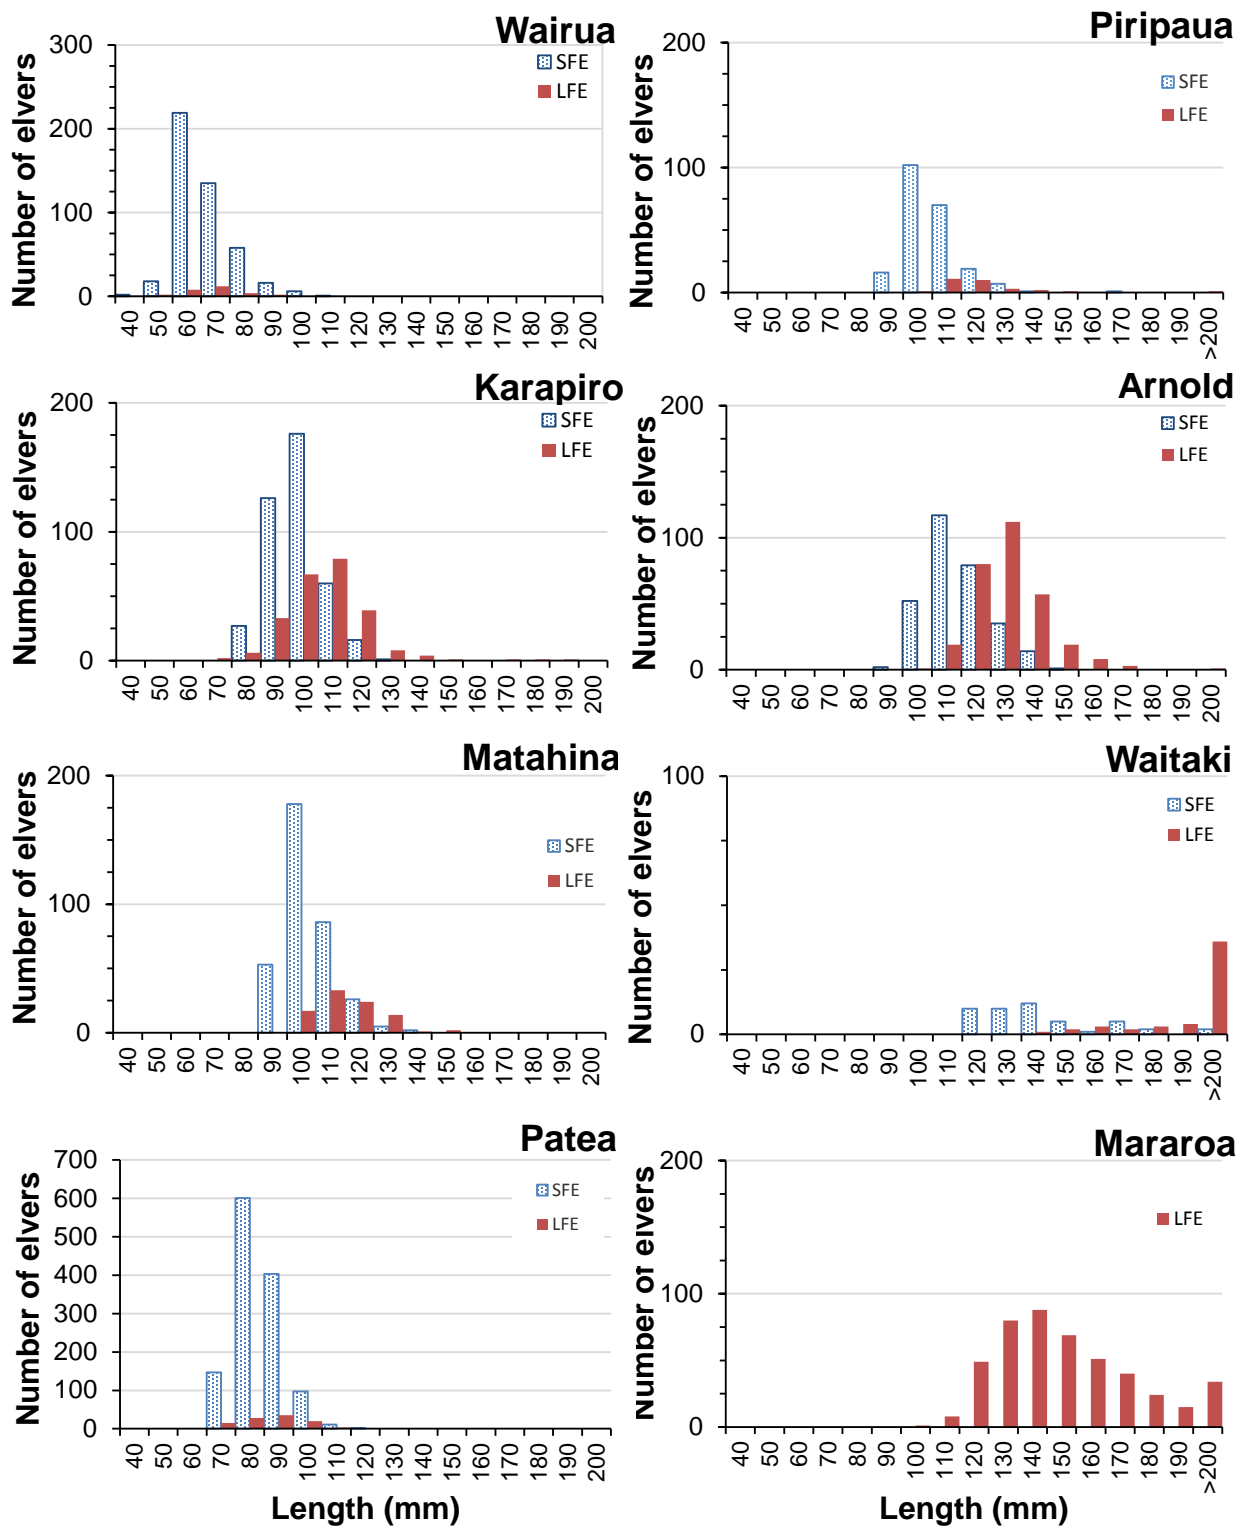 Wairua
Number of elvers
300
200
100
0
SFE
LFE
40 50 60 70 80 90 100 110 120 130 140 150 160 170 180 190 200
Piripaua
Number of elvers
200
100
0
SFE
LFE
40 50 60 70 80 90 100 110 120 130 140 150 160 170 180 190 >200
Karapiro
Number of elvers
200
100
0
SFE
LFE
40 50 60 70 80 90 100 110 120 130 140 150 160 170 180 190 200
Arnold
Number of elvers
200
100
0
SFE
LFE
40 50 60 70 80 90 100 110 120 130 140 150 160 170 180 190 200
Matahina
Number of elvers
200
100
0
SFE
LFE
40 50 60 70 80 90 100 110 120 130 140 150 160 170 180 190 200
Waitaki
Number of elvers
100
0
SFE
LFE
40 50 60 70 80 90 100 110 120 130 140 150 160 170 180 190 >200
Patea
Number of elvers
700
600
500
400
300
200
100
0
SFE
LFE
40 50 60 70 80 90 100 110 120 130 140 150 160 170 180 190 200
Length (mm)
Mararoa
Number of elvers
200
100
0
LFE
40 50 60 70 80 90 100 110 120 130 140 150 160 170 180 190 >200
Length (mm)